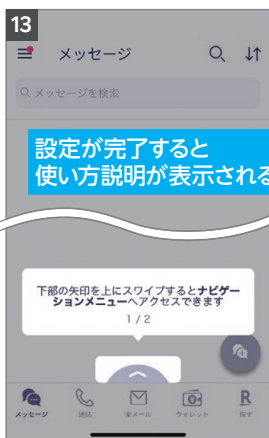 13
メッセージ
メッセージを検索
設定が完了すると
使い方説明が表示される
下部の矢印を上にスワイプするとナビゲー
ションメニューへアクセスできます
1 / 2
メッセージ 通話 楽メール ウォレット 探す